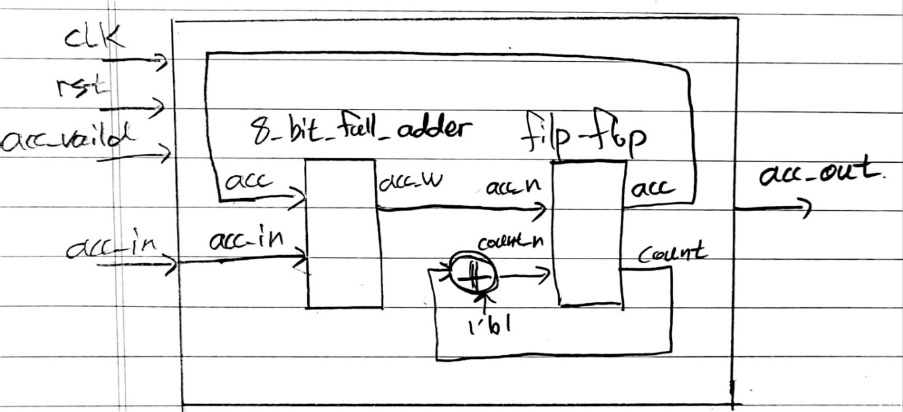 clk
rst
acc_vaild
acc_in
8_bit_full_adder
filp-flop
acc
acc_w
acc_n
acc
acc_out.
acc_in
count_n
count
+
1'b1